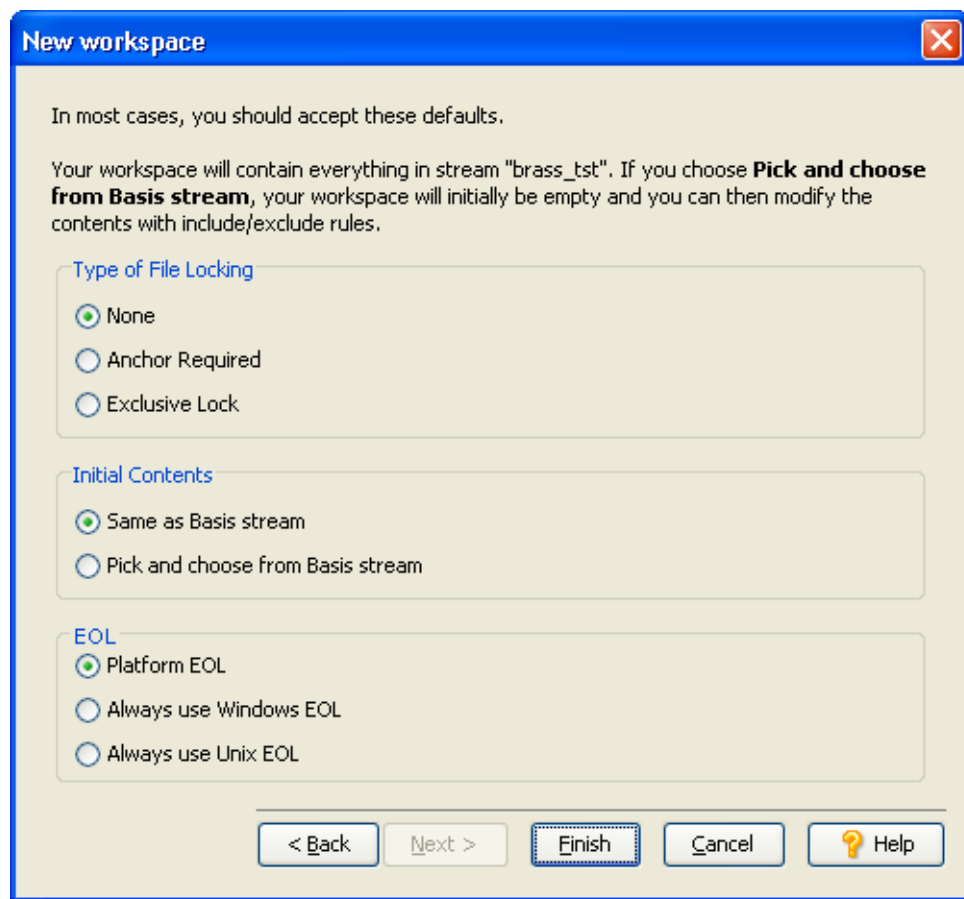 New workspace
In most cases, you should accept these defaults.
Your workspace will contain everything in stream "brass_tst". If you choose Pick and choose
from Basis stream, your workspace will initially be empty and you can then modify the
contents with include/exclude rules.
Type of File Locking
None
Anchor Required
Exclusive Lock
Initial Contents
Same as Basis stream
Pick and choose from Basis stream
EOL
Platform EOL
Always use Windows EOL
Always use Unix EOL
< Back Next > Finish Cancel ? Help